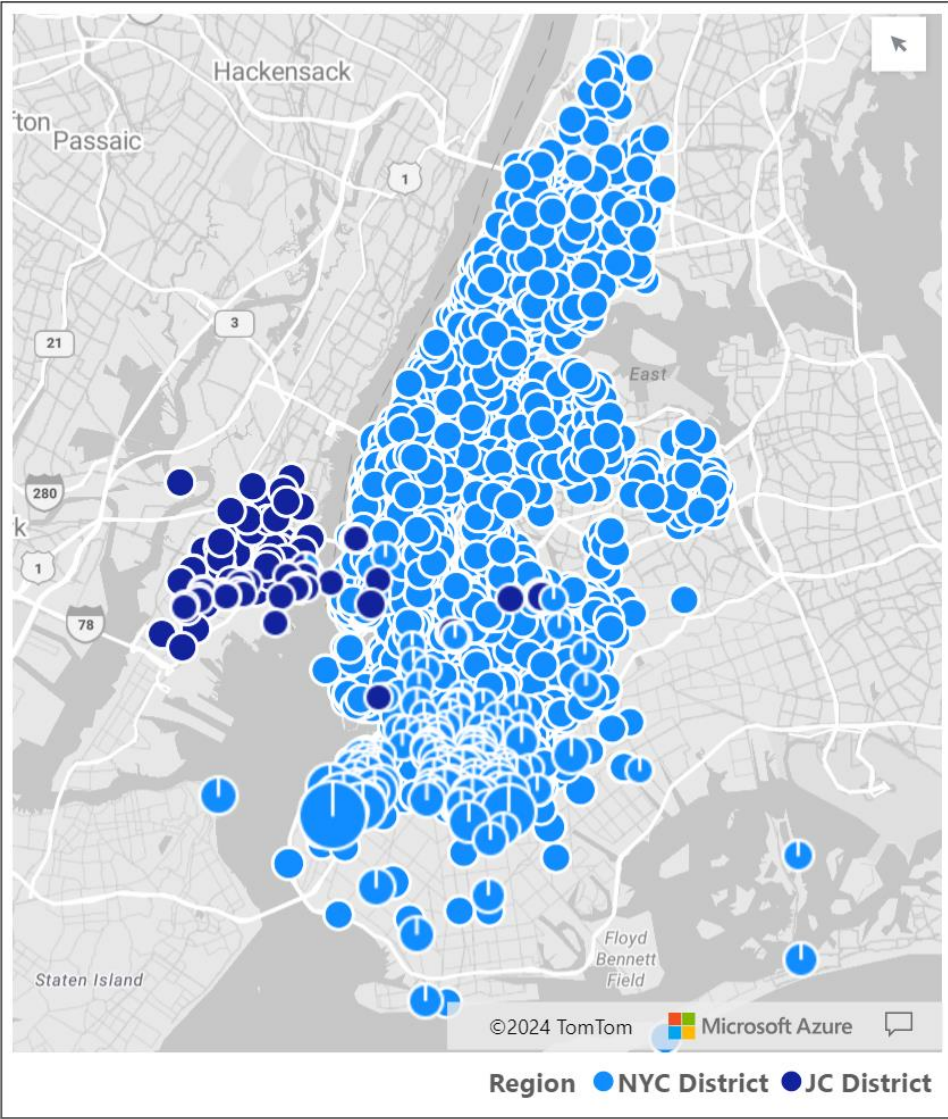 Hackensack
Passaic
ton
1
3
21
East
280
k
1
78
Floyd
Bennett
Field
Staten Island
©2024 TomTom
Microsoft Azure
Region NYC District JC District